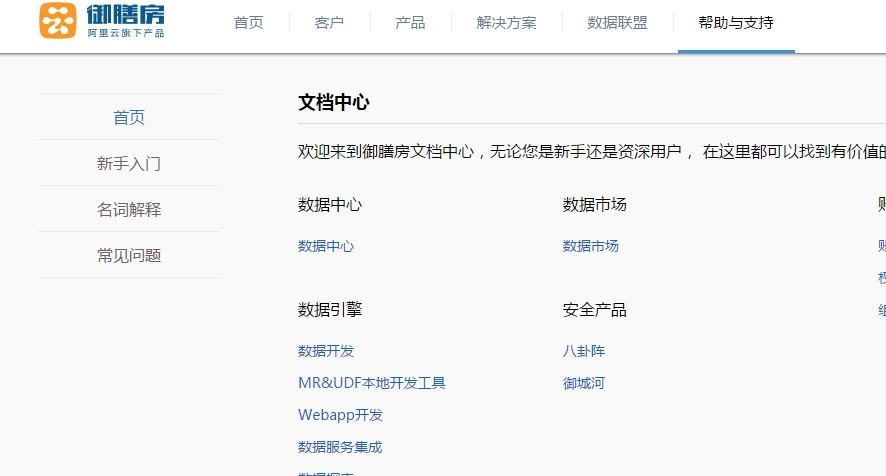 御膳房
阿里云旗下产品
首页 客户 产品 解决方案 数据联盟 帮助与支持
首页
新手入门
名词解释
常见问题
文档中心
欢迎来到御膳房文档中心，无论您是新手还是资深用户， 在这里都可以找到有价值
数据中心 数据市场
数据中心 数据市场
数据引擎 安全产品
数据开发 八卦阵
MR&UDF本地开发工具 御城河
Webapp开发
数据服务集成